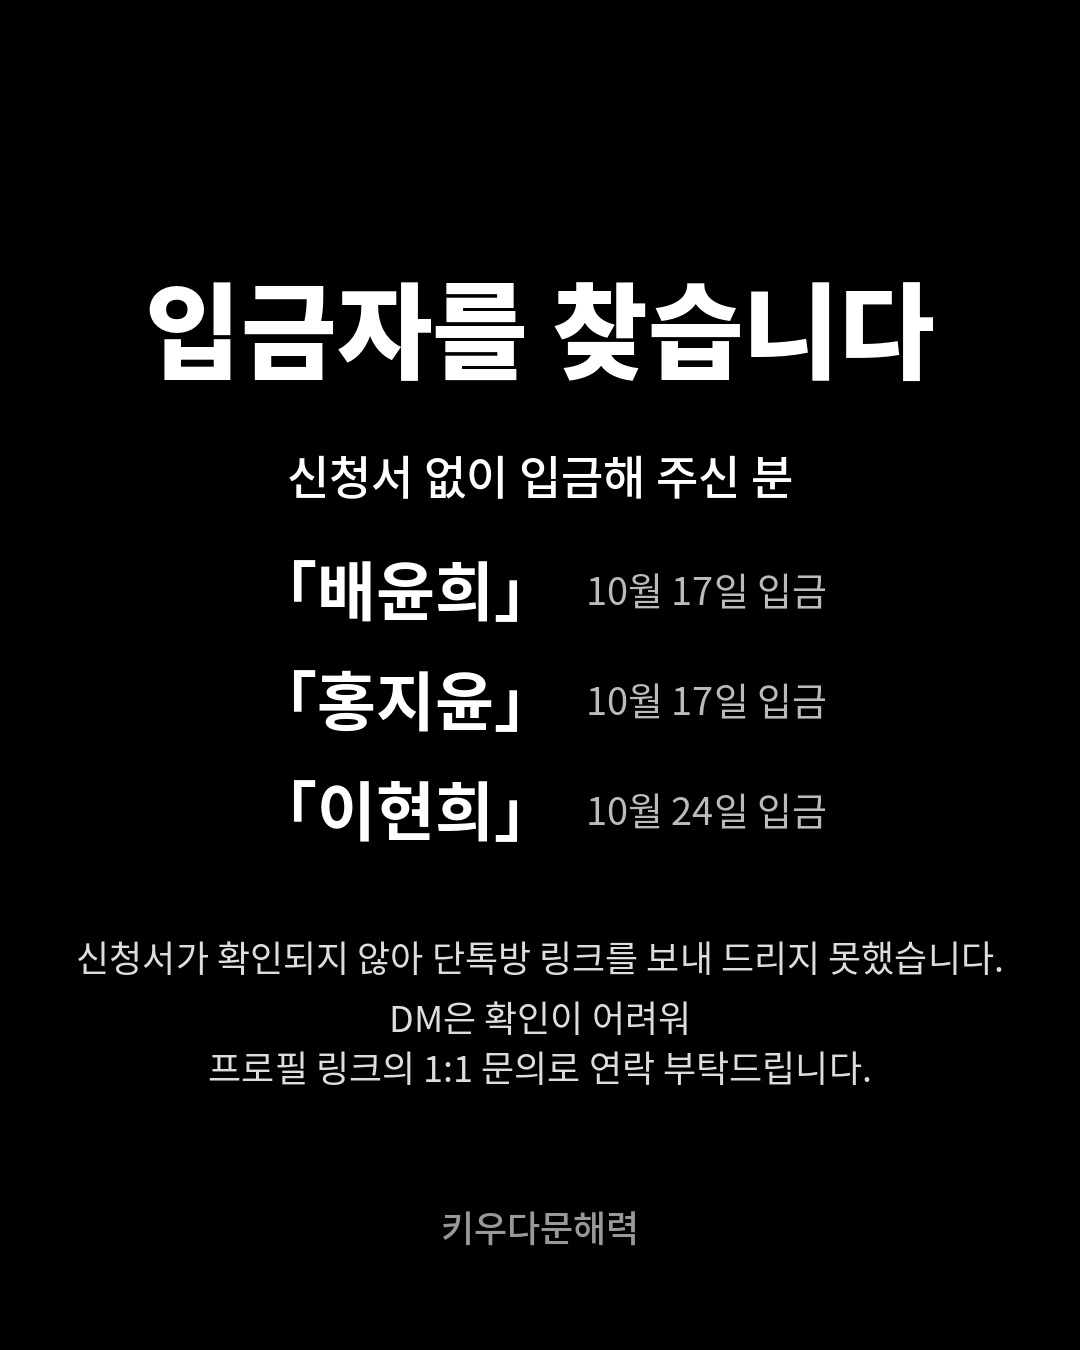 입금자를 찾습니다
신청서 없이 입금해 주신 분
「배윤희」 10월 17일 입금
「홍지윤」 10월 17일 입금
「이현희」 10월 24일 입금
신청서가 확인되지 않아 단톡방 링크를 보내 드리지 못했습니다.
DM은 확인이 어려워
프로필 링크의 1:1 문의로 연락 부탁드립니다.
키우다문해력